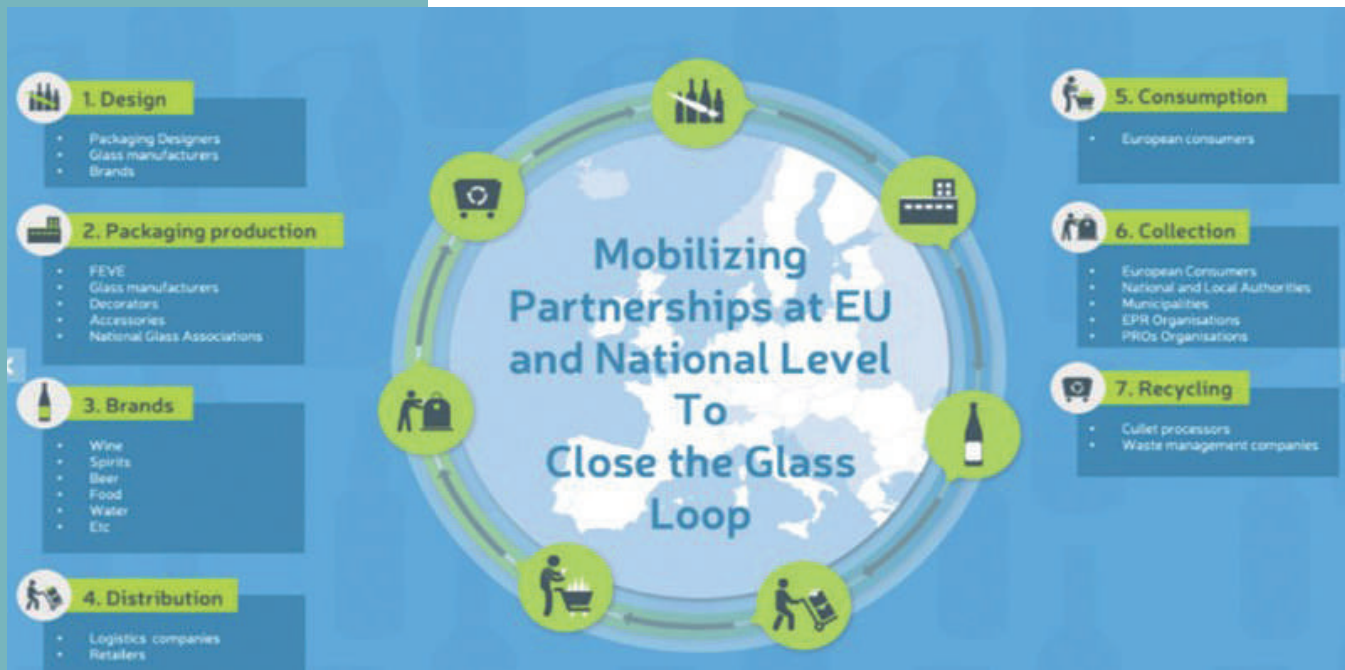 1. Design
• Packaging Designers
• Glass manufacturers
• Brands
2. Packaging production
• FEVE
• Glass manufacturers
• Decorators
• Accessories
• National Glass Associations
3. Brands
• Wine
• Spirits
• Beer
• Food
• Water
• Etc
4. Distribution
• Logistics companies
• Retailers
Mobilizing
Partnerships at EU
and National Level
To
Close the Glass
Loop
5. Consumption
• European consumers
6. Collection
• European Consumers
• National and Local Authorities
• Municipalities
• EPR Organisations
• PROs Organisations
7. Recycling
• Cullet processors
• Waste management companies